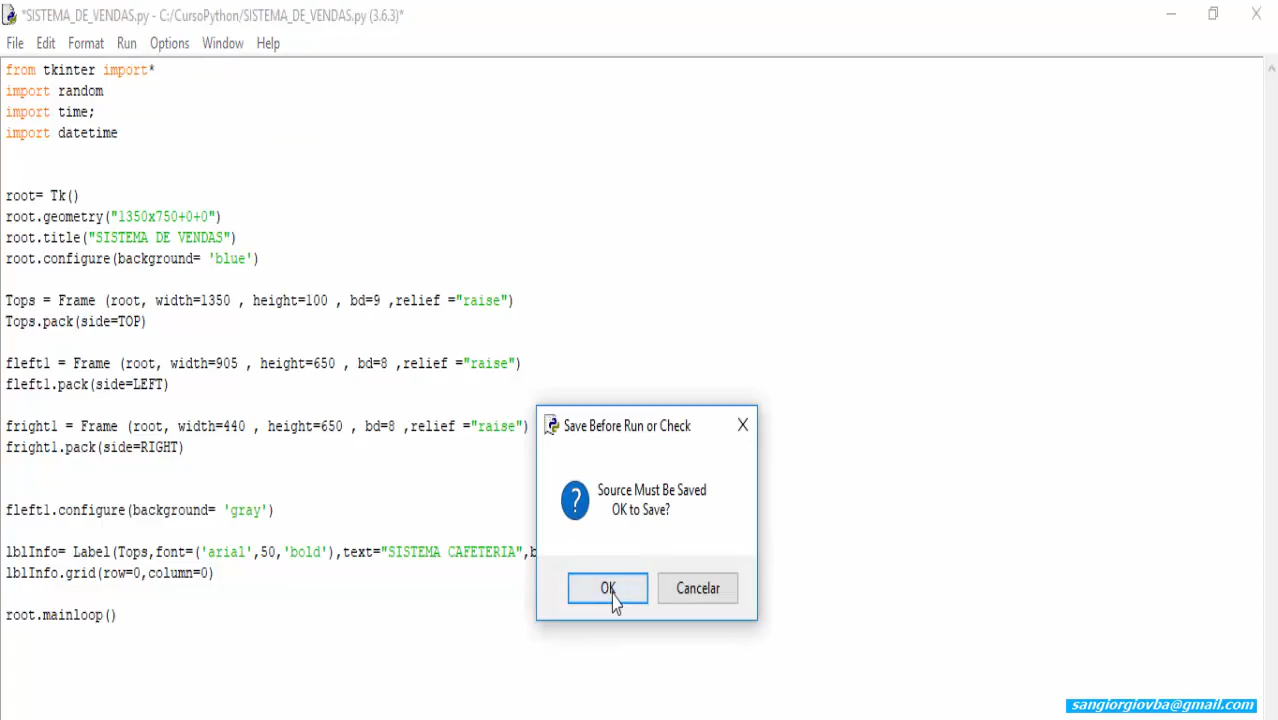 *SISTEMA_DE_VENDAS.py - C:/CursoPython/SISTEMA_DE_VENDAS.py (3.6.3)*
File Edit Format Run Options Window Help
from tkinter import*
import random
import time;
import datetime
root= Tk()
root.geometry("1350x750+0+0")
root.title("SISTEMA DE VENDAS")
root.configure(background= 'blue')
Tops = Frame (root, width=1350 , height=100 , bd=9 ,relief ="raise")
Tops.pack(side=TOP)
fleft1 = Frame (root, width=905 , height=650 , bd=8 ,relief ="raise")
fleft1.pack(side=LEFT)
fright1 = Frame (root, width=440 , height=650 , bd=8 ,relief ="raise")
fright1.pack(side=RIGHT)
fleft1.configure(background= 'gray')
lblInfo= Label(Tops,font=('arial',50,'bold'),text="SISTEMA CAFETERIA",b
lblInfo.grid(row=0,column=0)
root.mainloop()
Save Before Run or Check
Source Must Be Saved
OK to Save?
OK Cancelar
sangiorgiovba@gmail.com